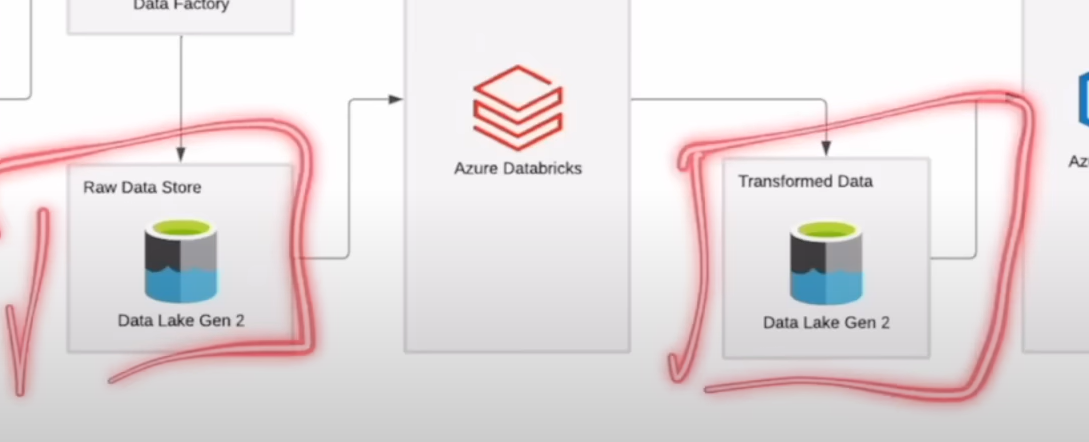 Data Factory
Raw Data Store
Data Lake Gen 2
Azure Databricks
Transformed Data
Data Lake Gen 2